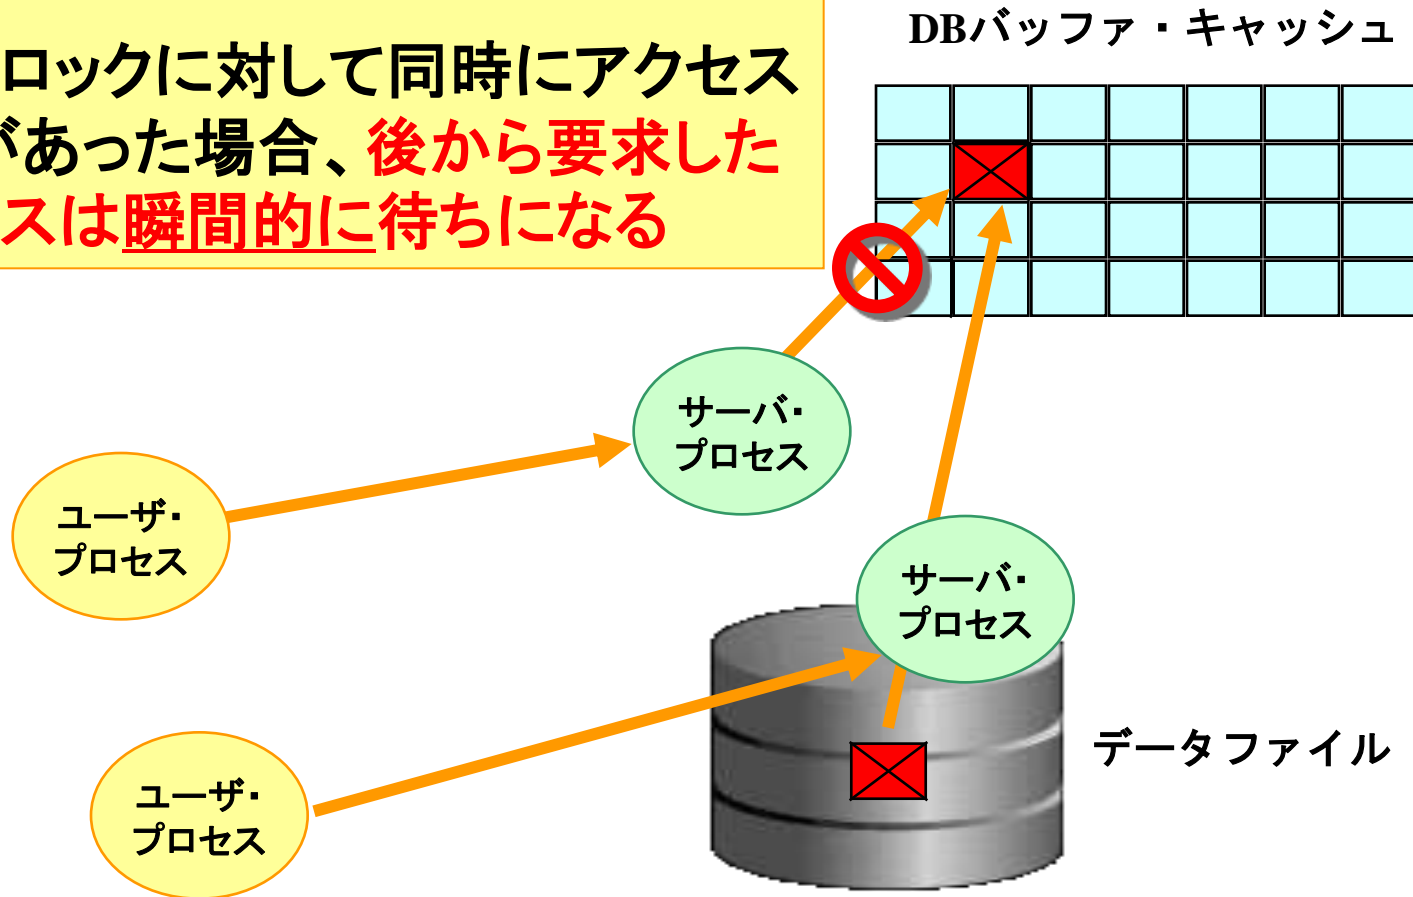 DBバッファ・キャッシュ
ロックに対して同時にアクセス
があった場合、後から要求した
スは瞬間的に待ちになる
サーバ・
プロセス
ユーザ・
プロセス
サーバ・
プロセス
データファイル
ユーザ・
プロセス